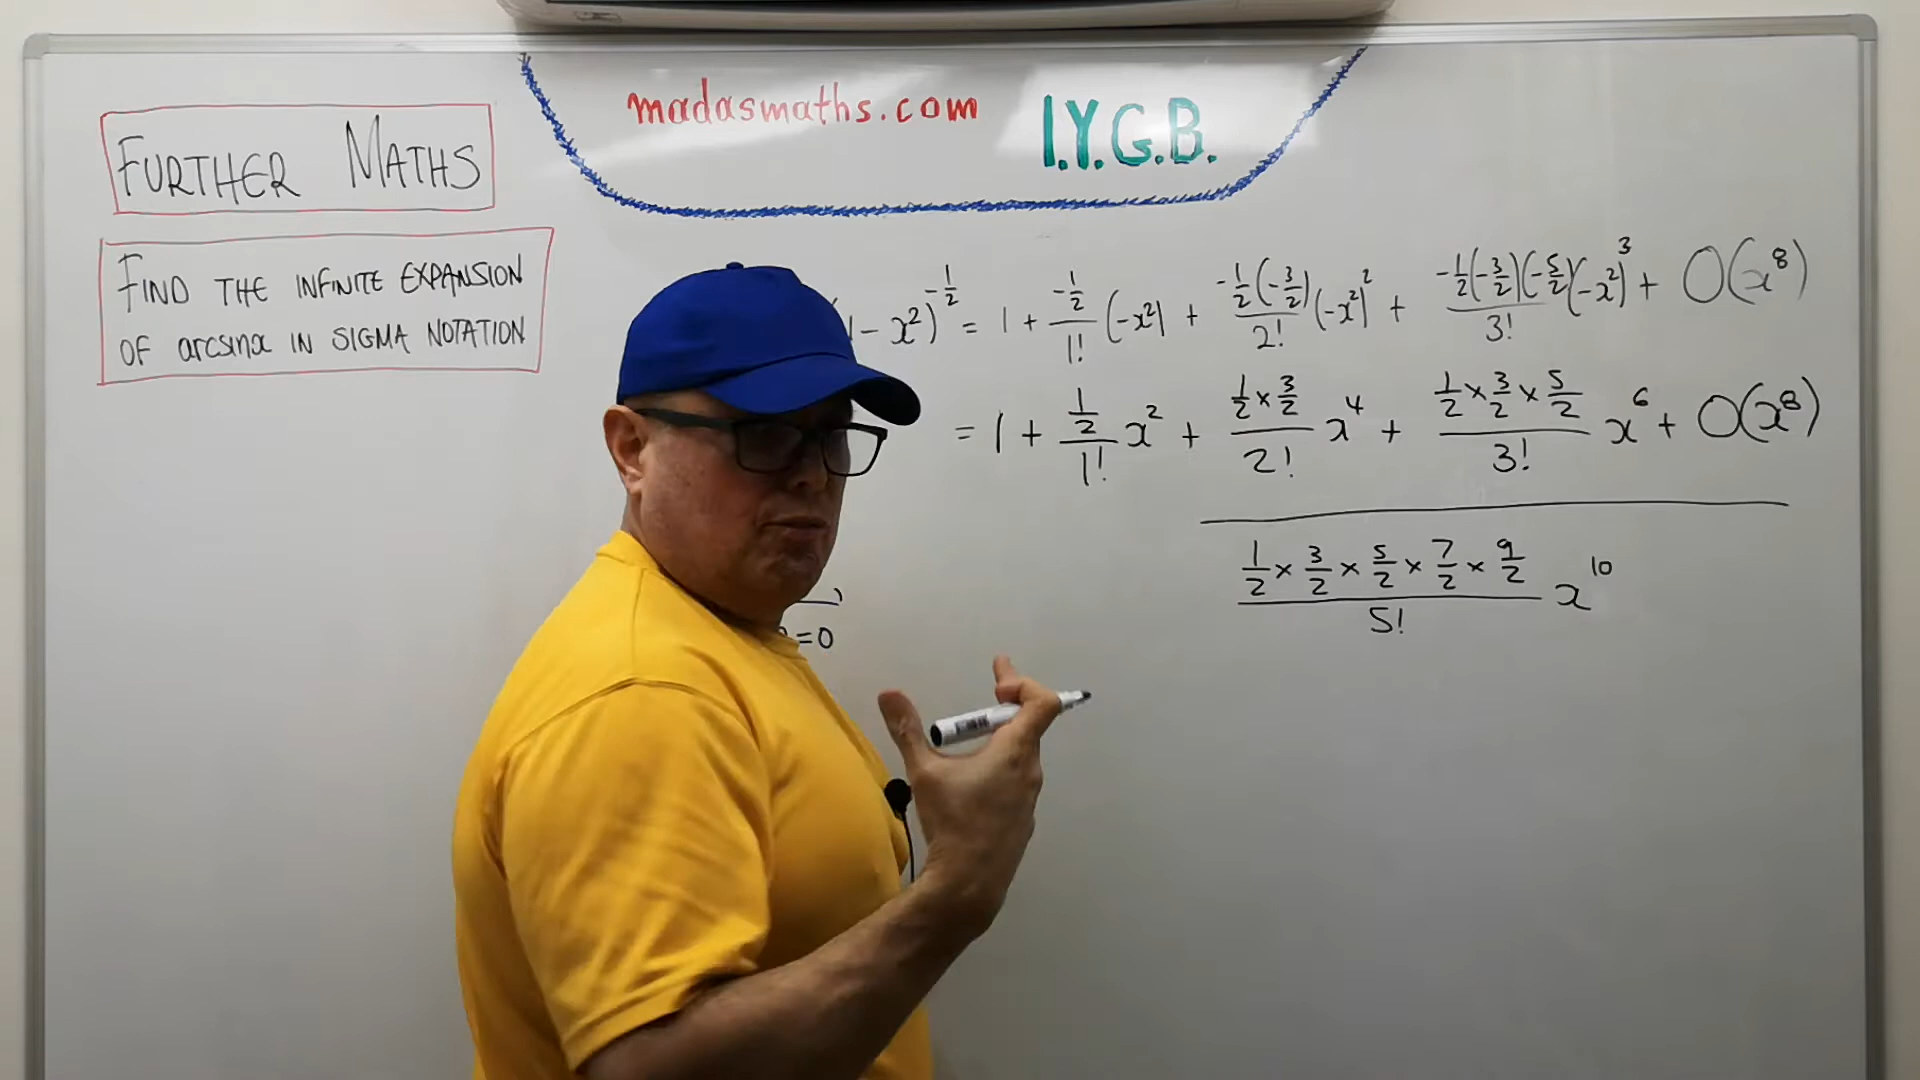 madasmaths.com
I.Y.G.B.
FURTHER MATHS
FIND THE INFINITE EXPANSION
OF arcsinx IN SIGMA NOTATION
- x²)^(-1/2) = 1 + (-1/2)/1! (-x²) + (-1/2(-3/2))/2! (-x²)² + (-1/2(-3/2)(-5/2))/3! (-x²)³ + O(x⁸)
= 1 + (1/2)/1! x² + (1/2 × 3/2)/2! x⁴ + (1/2 × 3/2 × 5/2)/3! x⁶ + O(x⁸)
(1/2 × 3/2 × 5/2 × 7/2 × 9/2)/5! x¹⁰
=0